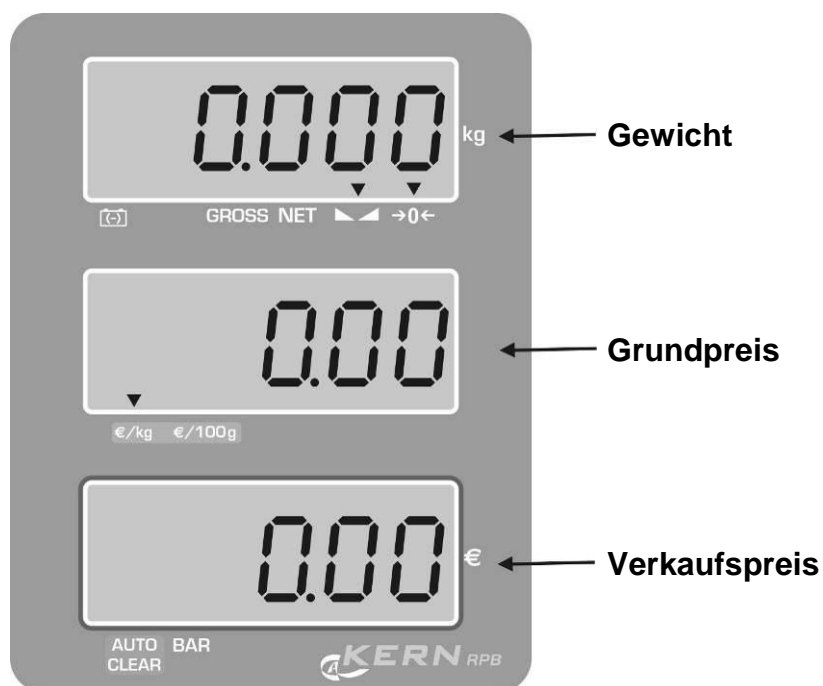 0.000 kg Gewicht
GROSS NET →0←
0.00 Grundpreis
€/kg €/100g
0.00 € Verkaufspreis
AUTO BAR
CLEAR
KERN RPB